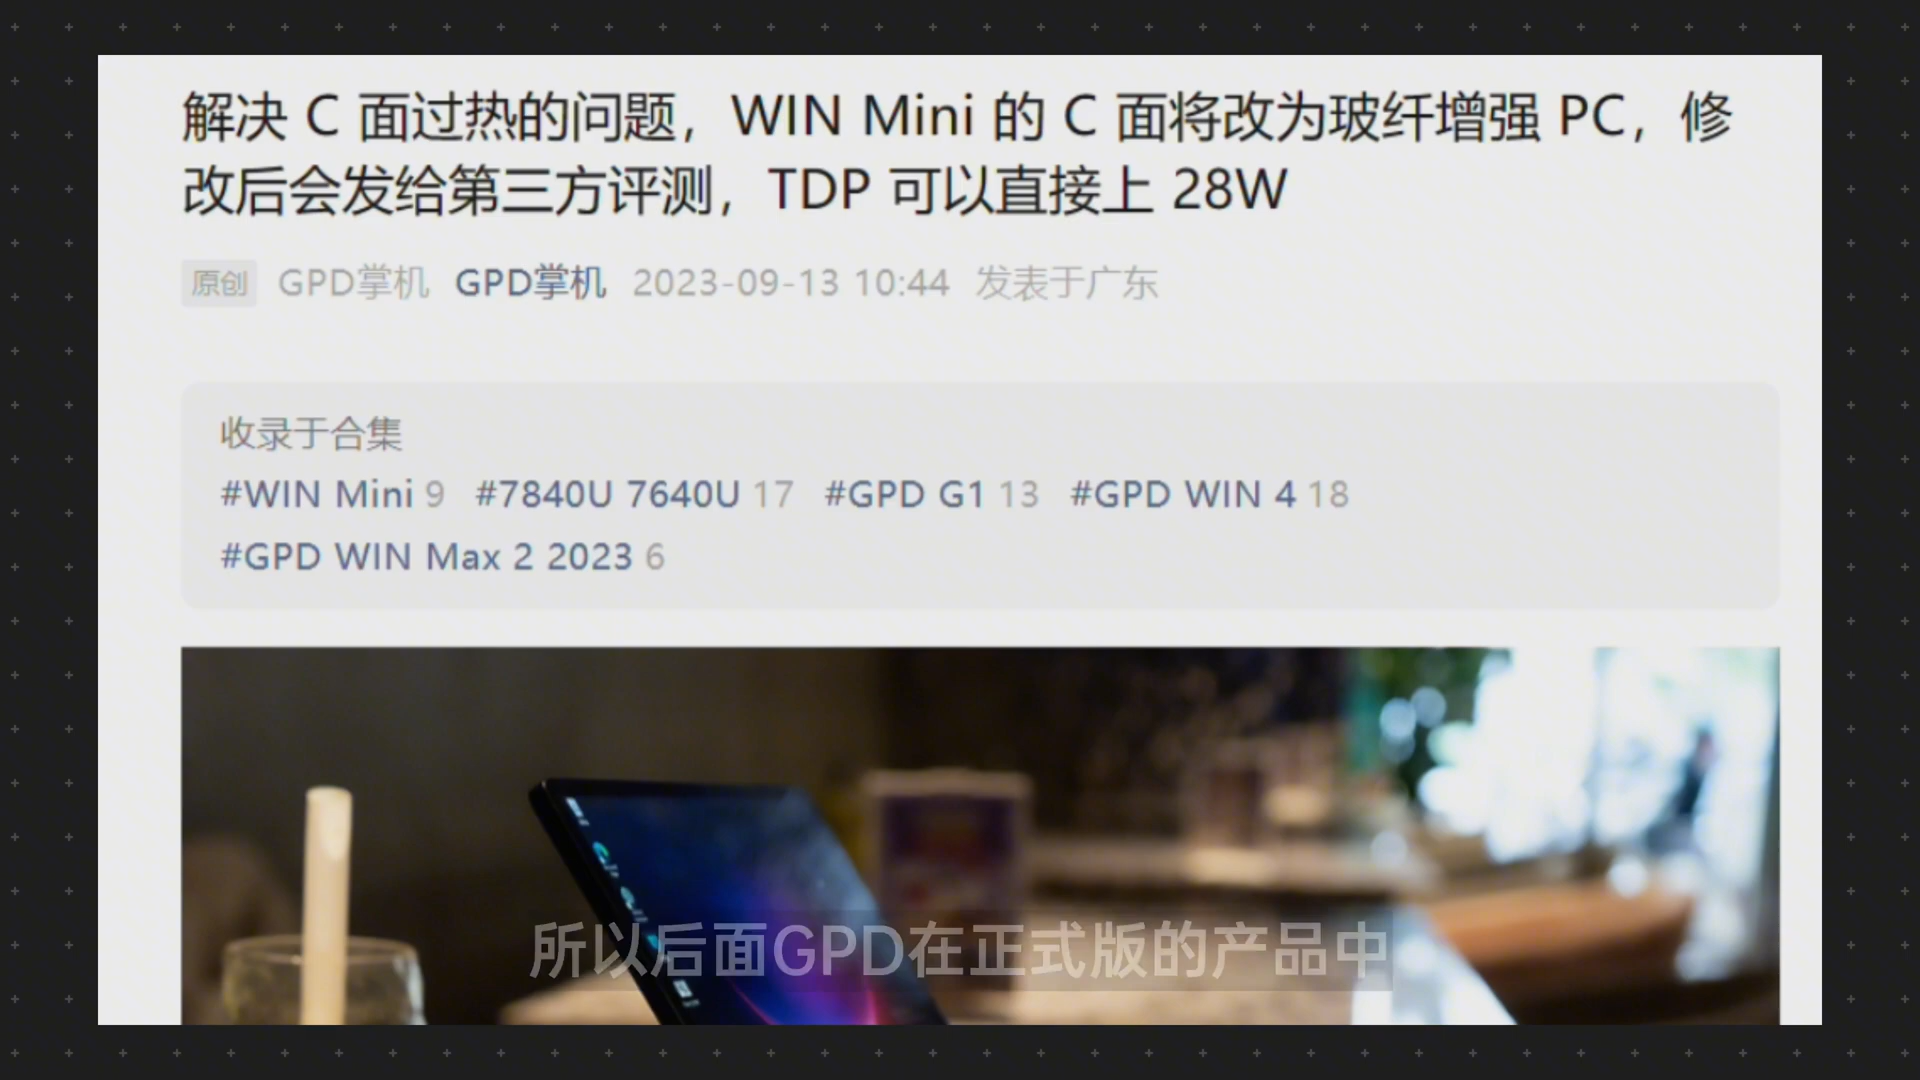 解决 C 面过热的问题，WIN Mini 的 C 面将改为玻纤增强 PC，修
改后会发给第三方评测，TDP 可以直接上 28W
原创 GPD掌机 GPD掌机 2023-09-13 10:44 发表于广东
收录于合集
#WIN Mini 9 #7840U 7640U 17 #GPD G1 13 #GPD WIN 4 18
#GPD WIN Max 2 2023 6
所以后面GPD在正式版的产品中